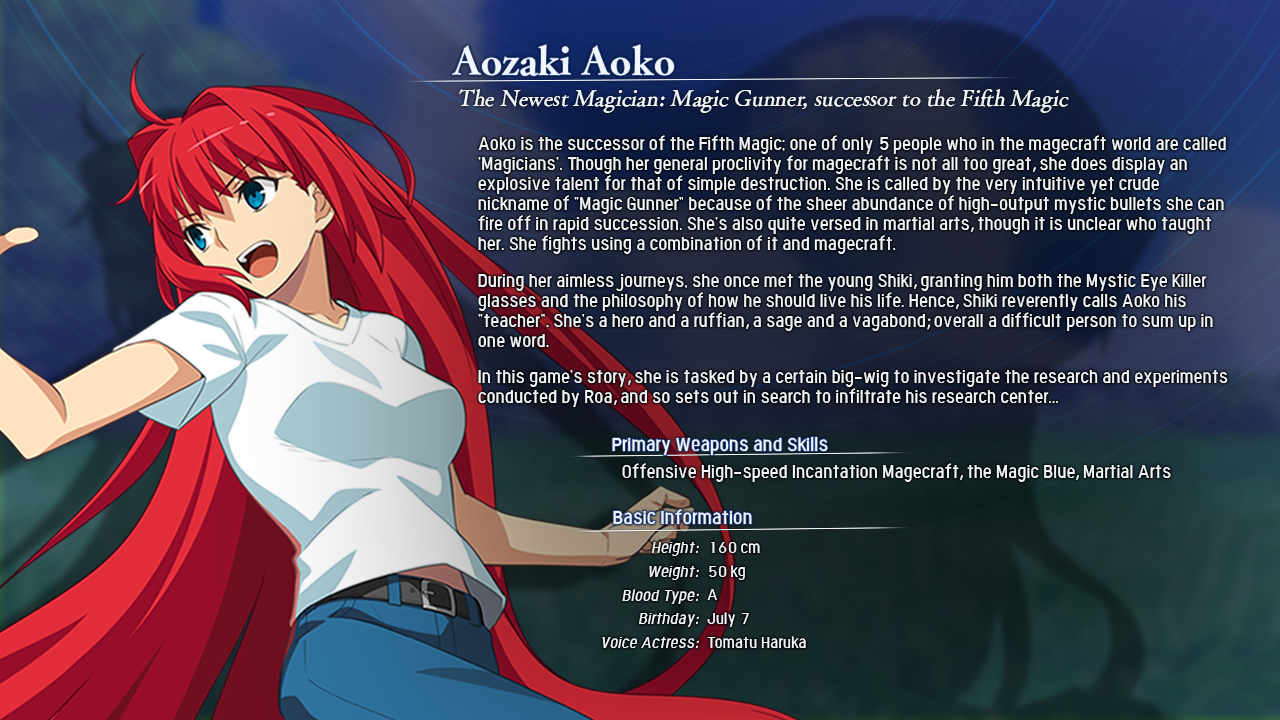 Aozaki Aoko
The Newest Magician: Magic Gunner, successor to the Fifth Magic
Aoko is the successor of the Fifth Magic; one of only 5 people who in the magecraft world are called
'Magicians'. Though her general proclivity for magecraft is not all too great, she does display an
explosive talent for that of simple destruction. She is called by the very intuitive yet crude
nickname of "Magic Gunner" because of the sheer abundance of high-output mystic bullets she can
fire off in rapid succession. She's also quite versed in martial arts, though it is unclear who taught
her. She fights using a combination of it and magecraft.
During her aimless journeys, she once met the young Shiki, granting him both the Mystic Eye Killer
glasses and the philosophy of how he should live his life. Hence, Shiki reverently calls Aoko his
"teacher". She's a hero and a ruffian, a sage and a vagabond; overall a difficult person to sum up in
one word.
In this game's story, she is tasked by a certain big-wig to investigate the research and experiments
conducted by Roa, and so sets out in search to infiltrate his research center...
Primary Weapons and Skills
Offensive High-speed Incantation Magecraft, the Magic Blue, Martial Arts
Basic Information
Height: 160 cm
Weight: 50 kg
Blood Type: A
Birthday: July 7
Voice Actress: Tomatu Haruka